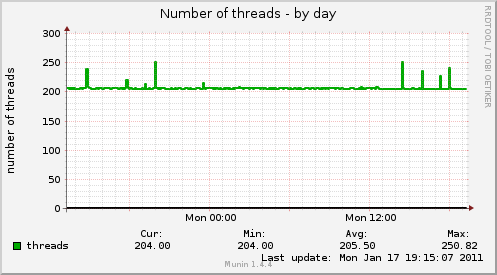 Number of threads - by day
RRDTOOL / TOBI OETIKER
number of threads
300
250
200
150
100
50
0
Mon 00:00 Mon 12:00
Cur: Min: Avg: Max:
threads 204.00 204.00 205.50 250.82
Last update: Mon Jan 17 19:15:07 2011
Munin 1.4.4